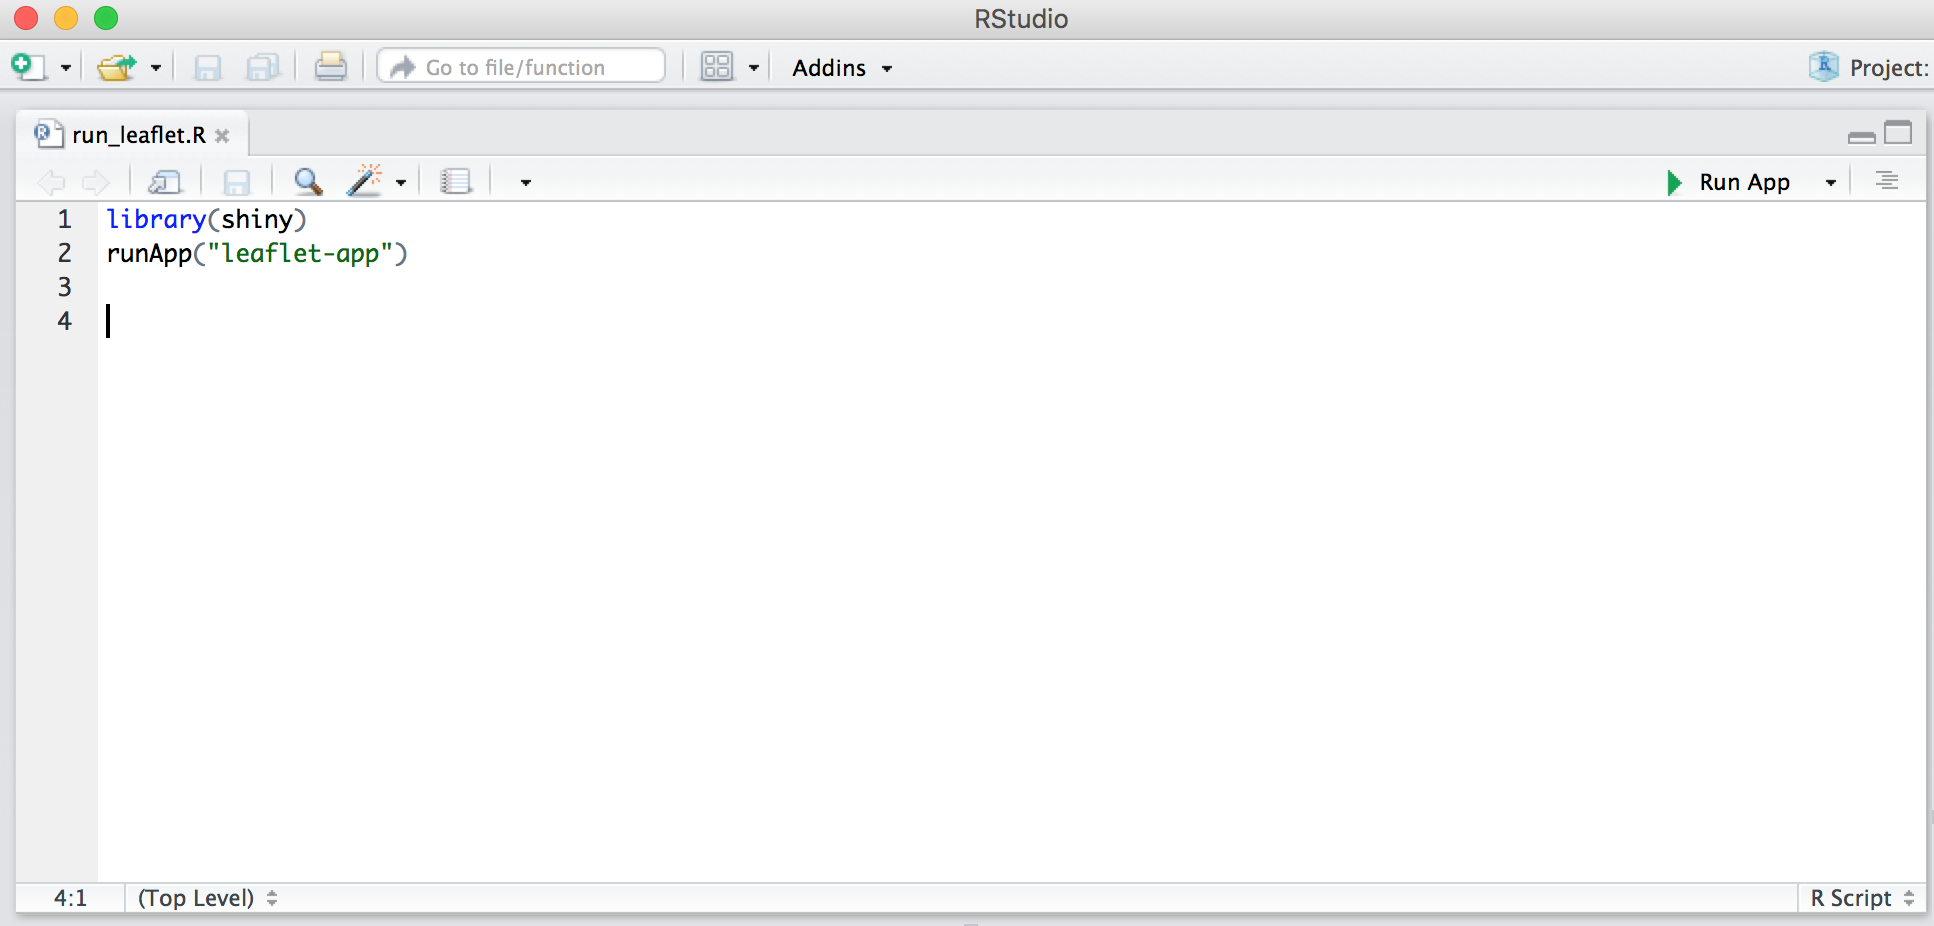 RStudio
Go to file/function
Addins
Project:
run_leaflet.R
Run App
1 library(shiny)
2 runApp("leaflet-app")
3
4
4:1 (Top Level) R Script